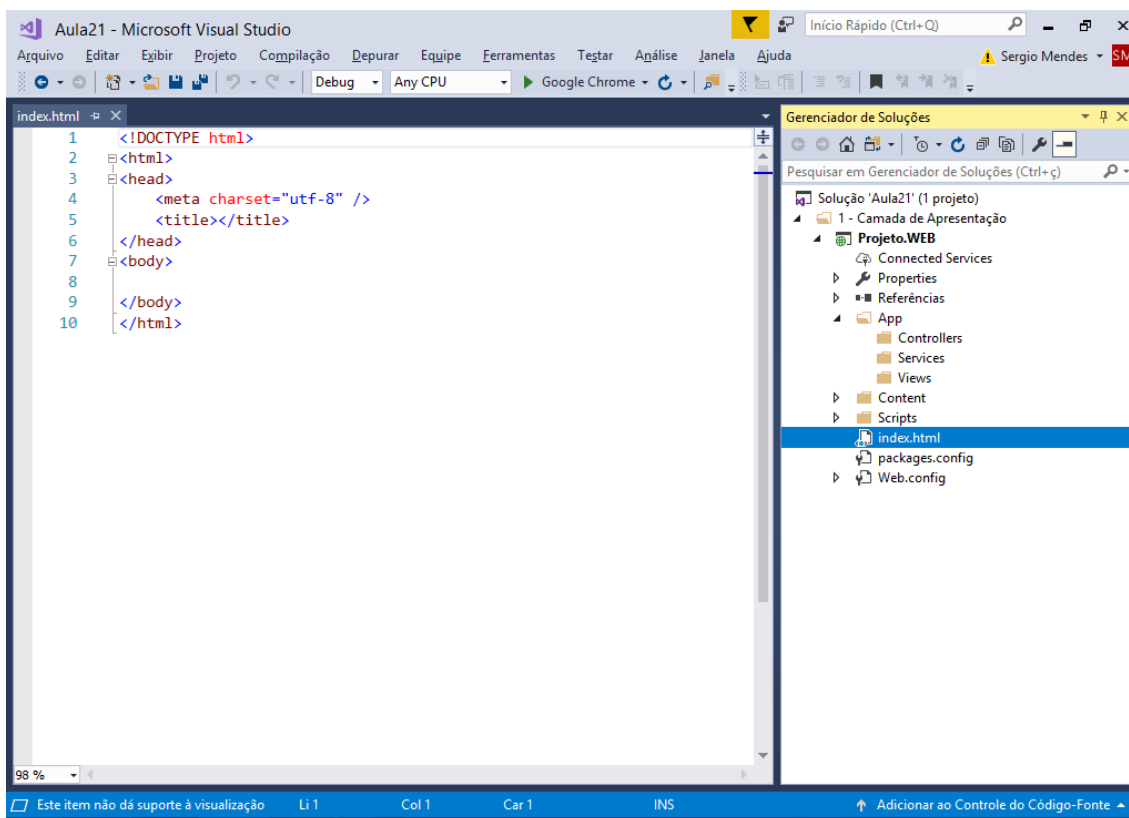 Aula21 - Microsoft Visual Studio
Início Rápido (Ctrl+Q)
Arquivo Editar Exibir Projeto Compilação Depurar Equipe Ferramentas Testar Análise Janela Ajuda
Sergio Mendes SM
Debug Any CPU Google Chrome
index.html
1 <!DOCTYPE html>
2 <html>
3 <head>
4 <meta charset="utf-8" />
5 <title></title>
6 </head>
7 <body>
8
9 </body>
10 </html>
98 %
Gerenciador de Soluções
Pesquisar em Gerenciador de Soluções (Ctrl+ç)
Solução 'Aula21' (1 projeto)
1 - Camada de Apresentação
Projeto.WEB
Connected Services
Properties
Referências
App
Controllers
Services
Views
Content
Scripts
index.html
packages.config
Web.config
Este item não dá suporte à visualização Li 1 Col 1 Car 1 INS Adicionar ao Controle do Código-Fonte